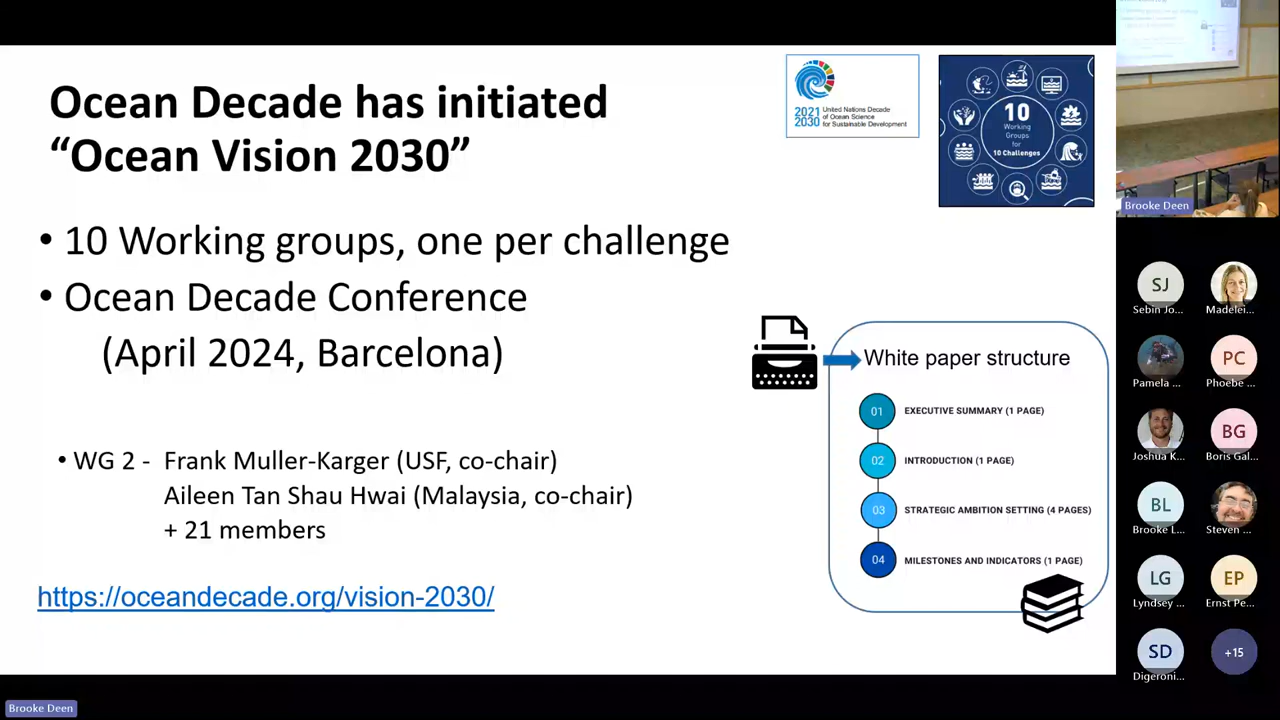 Ocean Decade has initiated
“Ocean Vision 2030”
• 10 Working groups, one per challenge
• Ocean Decade Conference
(April 2024, Barcelona)
• WG 2 - Frank Muller-Karger (USF, co-chair)
Aileen Tan Shau Hwai (Malaysia, co-chair)
+ 21 members
https://oceandecade.org/vision-2030/
2021
2030
United Nations Decade
of Ocean Science
for Sustainable Development
10
Working
Groups
for
10 Challenges
White paper structure
01 EXECUTIVE SUMMARY (1 PAGE)
02 INTRODUCTION (1 PAGE)
03 STRATEGIC AMBITION SETTING (4 PAGES)
04 MILESTONES AND INDICATORS (1 PAGE)
Brooke Deen
SJ
Sebin Jo...
Madelei...
Pamela ...
PC
Phoebe ...
Joshua K...
BG
Boris Gal...
BL
Brooke L...
Steven ...
LG
Lyndsey ...
EP
Ernst Pe...
SD
Digeroni...
+15
Brooke Deen